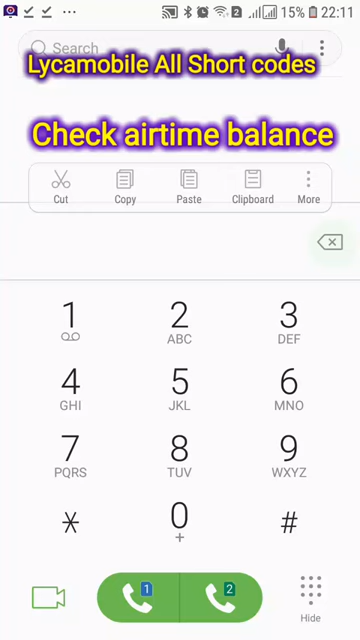 2 15% 22:11
Search
Lycamobile All Short codes
Check airtime balance
Cut Copy Paste Clipboard More
1 2 3
ABC DEF
4 5 6
GHI JKL MNO
7 8 9
PQRS TUV WXYZ
* 0 #
+
1 2
Hide